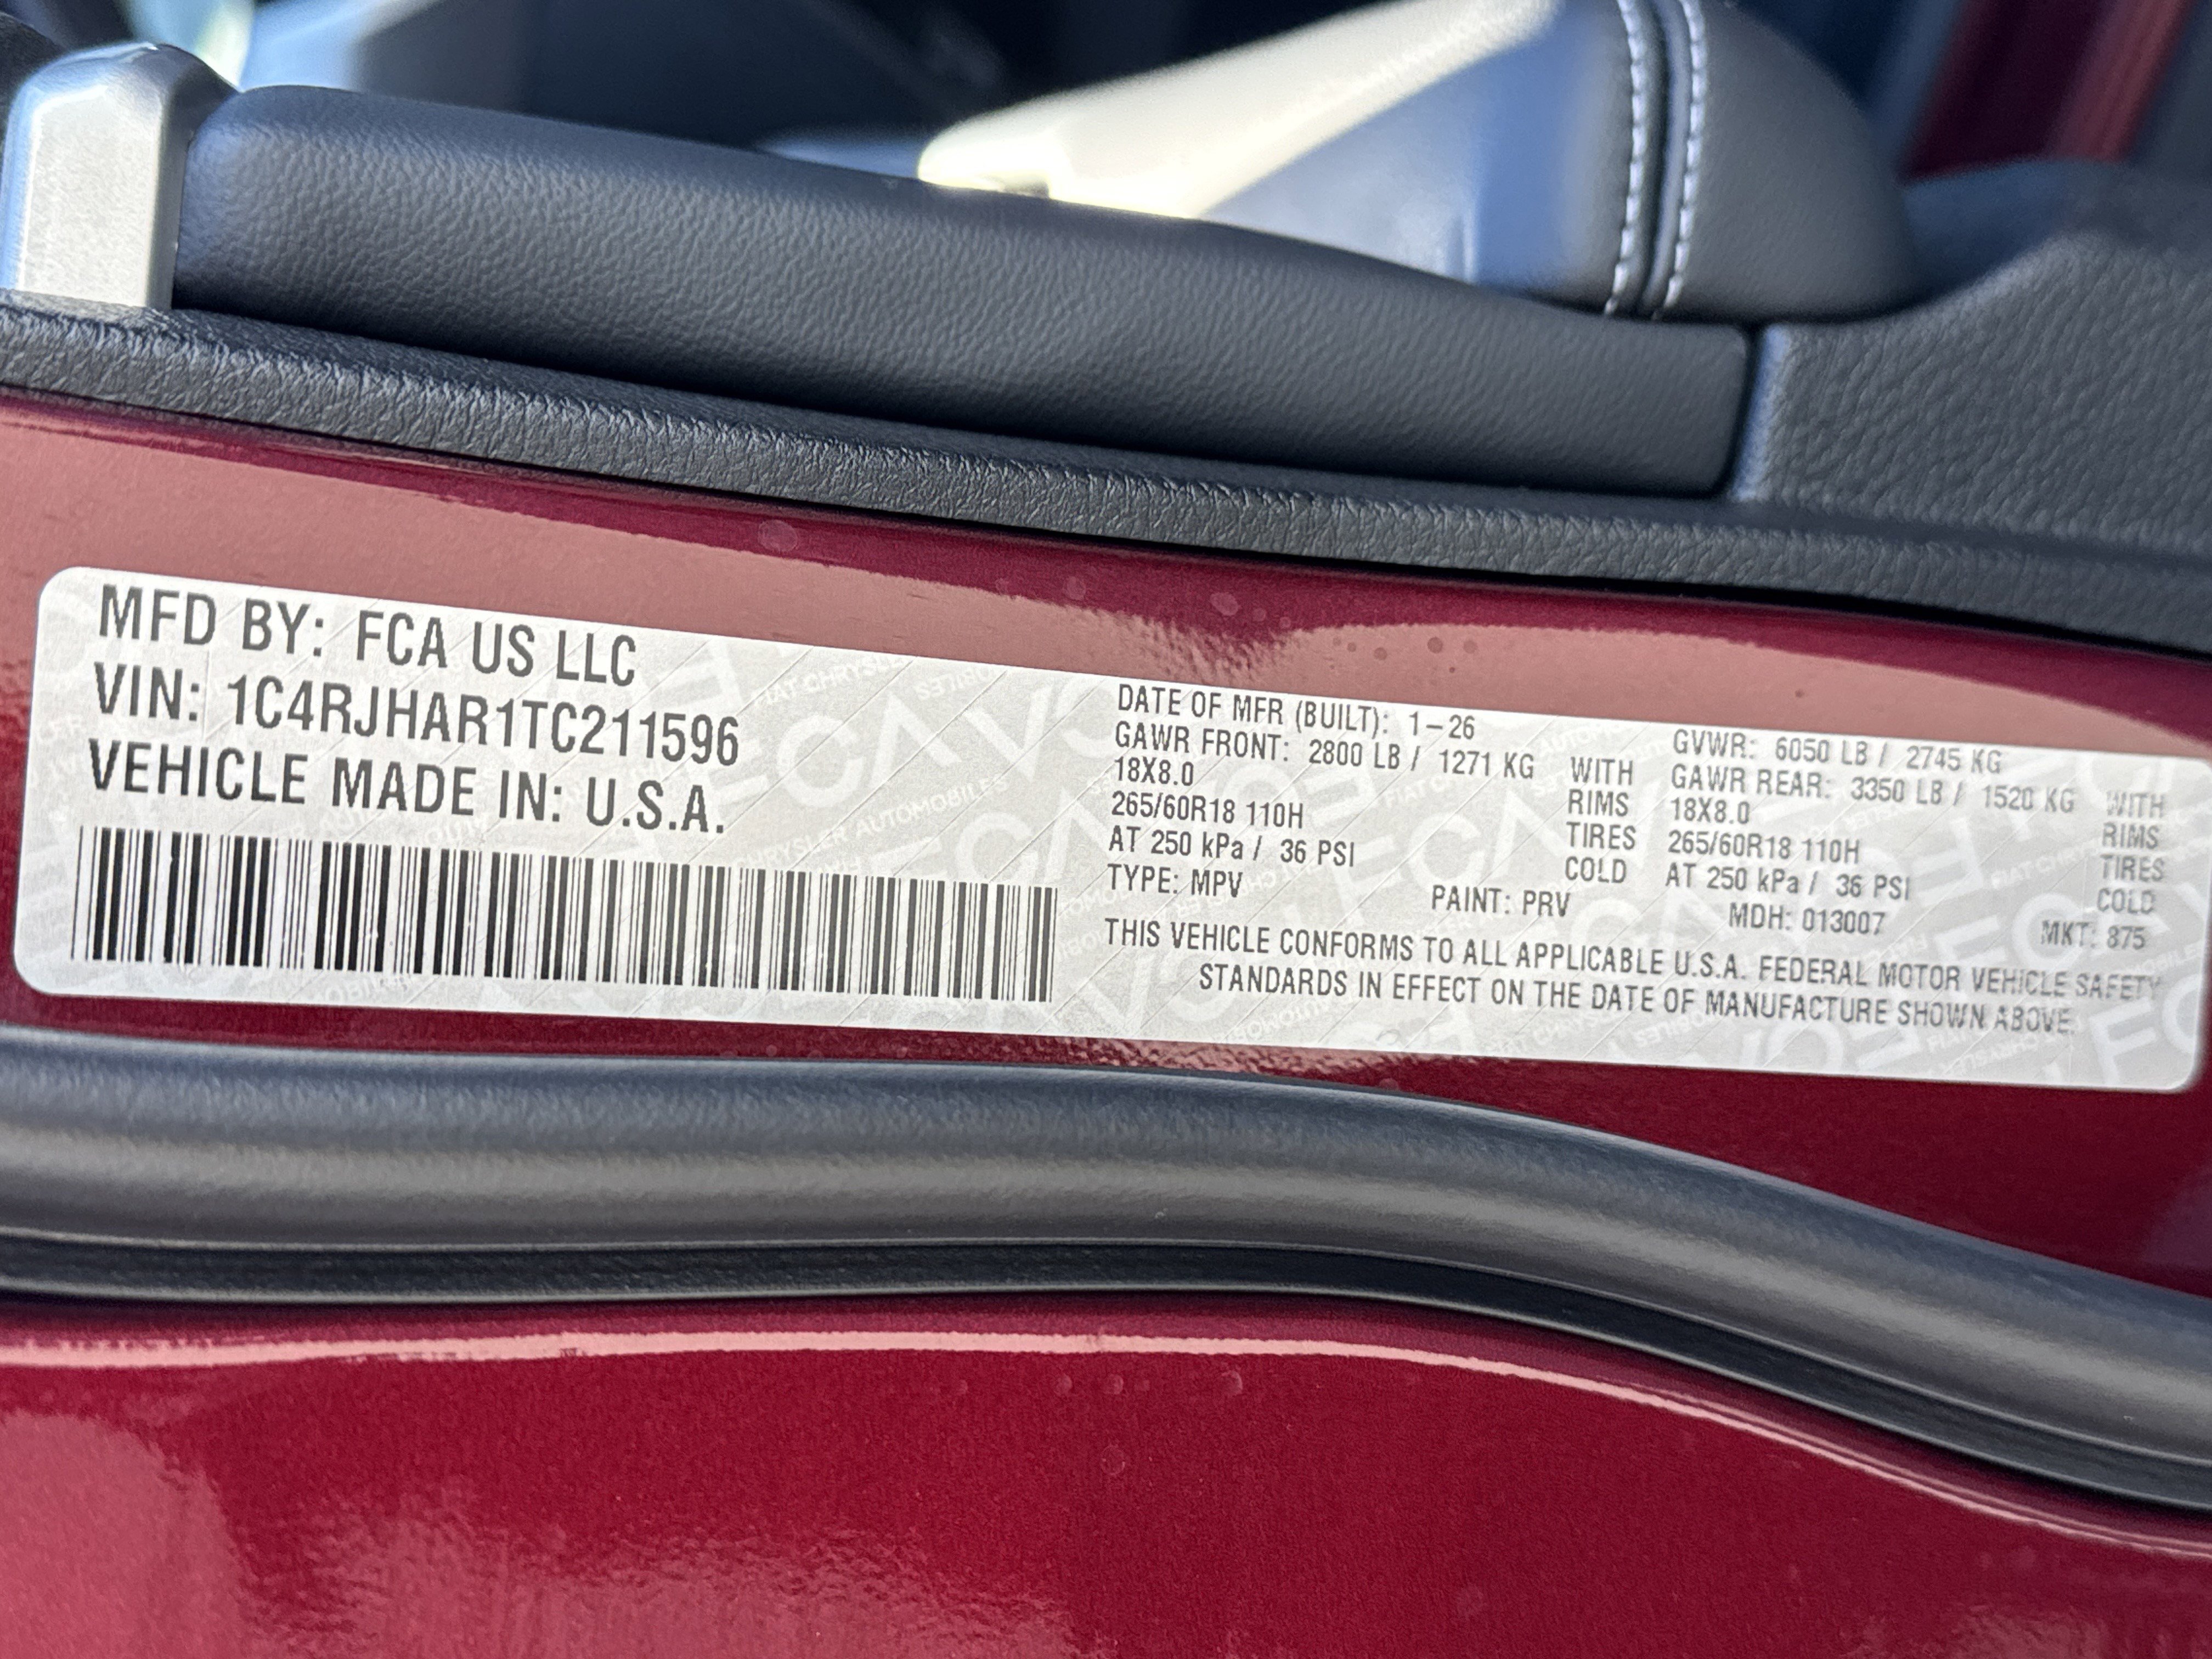 MFD BY: FCA US LLC
VIN: 1C4RJHAR1TC211596
VEHICLE MADE IN: U.S.A.
DATE OF MFR (BUILT): 1-26
GVWR: 6050 LB / 2745 KG
GAWR FRONT: 2800 LB / 1271 KG WITH
18X8.0 RIMS
265/60R18 110H TIRES
AT 250 kPa / 36 PSI COLD
GAWR REAR: 3350 LB / 1520 KG WITH
18X8.0 RIMS
265/60R18 110H TIRES
AT 250 kPa / 36 PSI COLD
TYPE: MPV PAINT: PRV MDH: 013007 MKT: 875
THIS VEHICLE CONFORMS TO ALL APPLICABLE U.S.A. FEDERAL MOTOR VEHICLE SAFETY
STANDARDS IN EFFECT ON THE DATE OF MANUFACTURE SHOWN ABOVE.